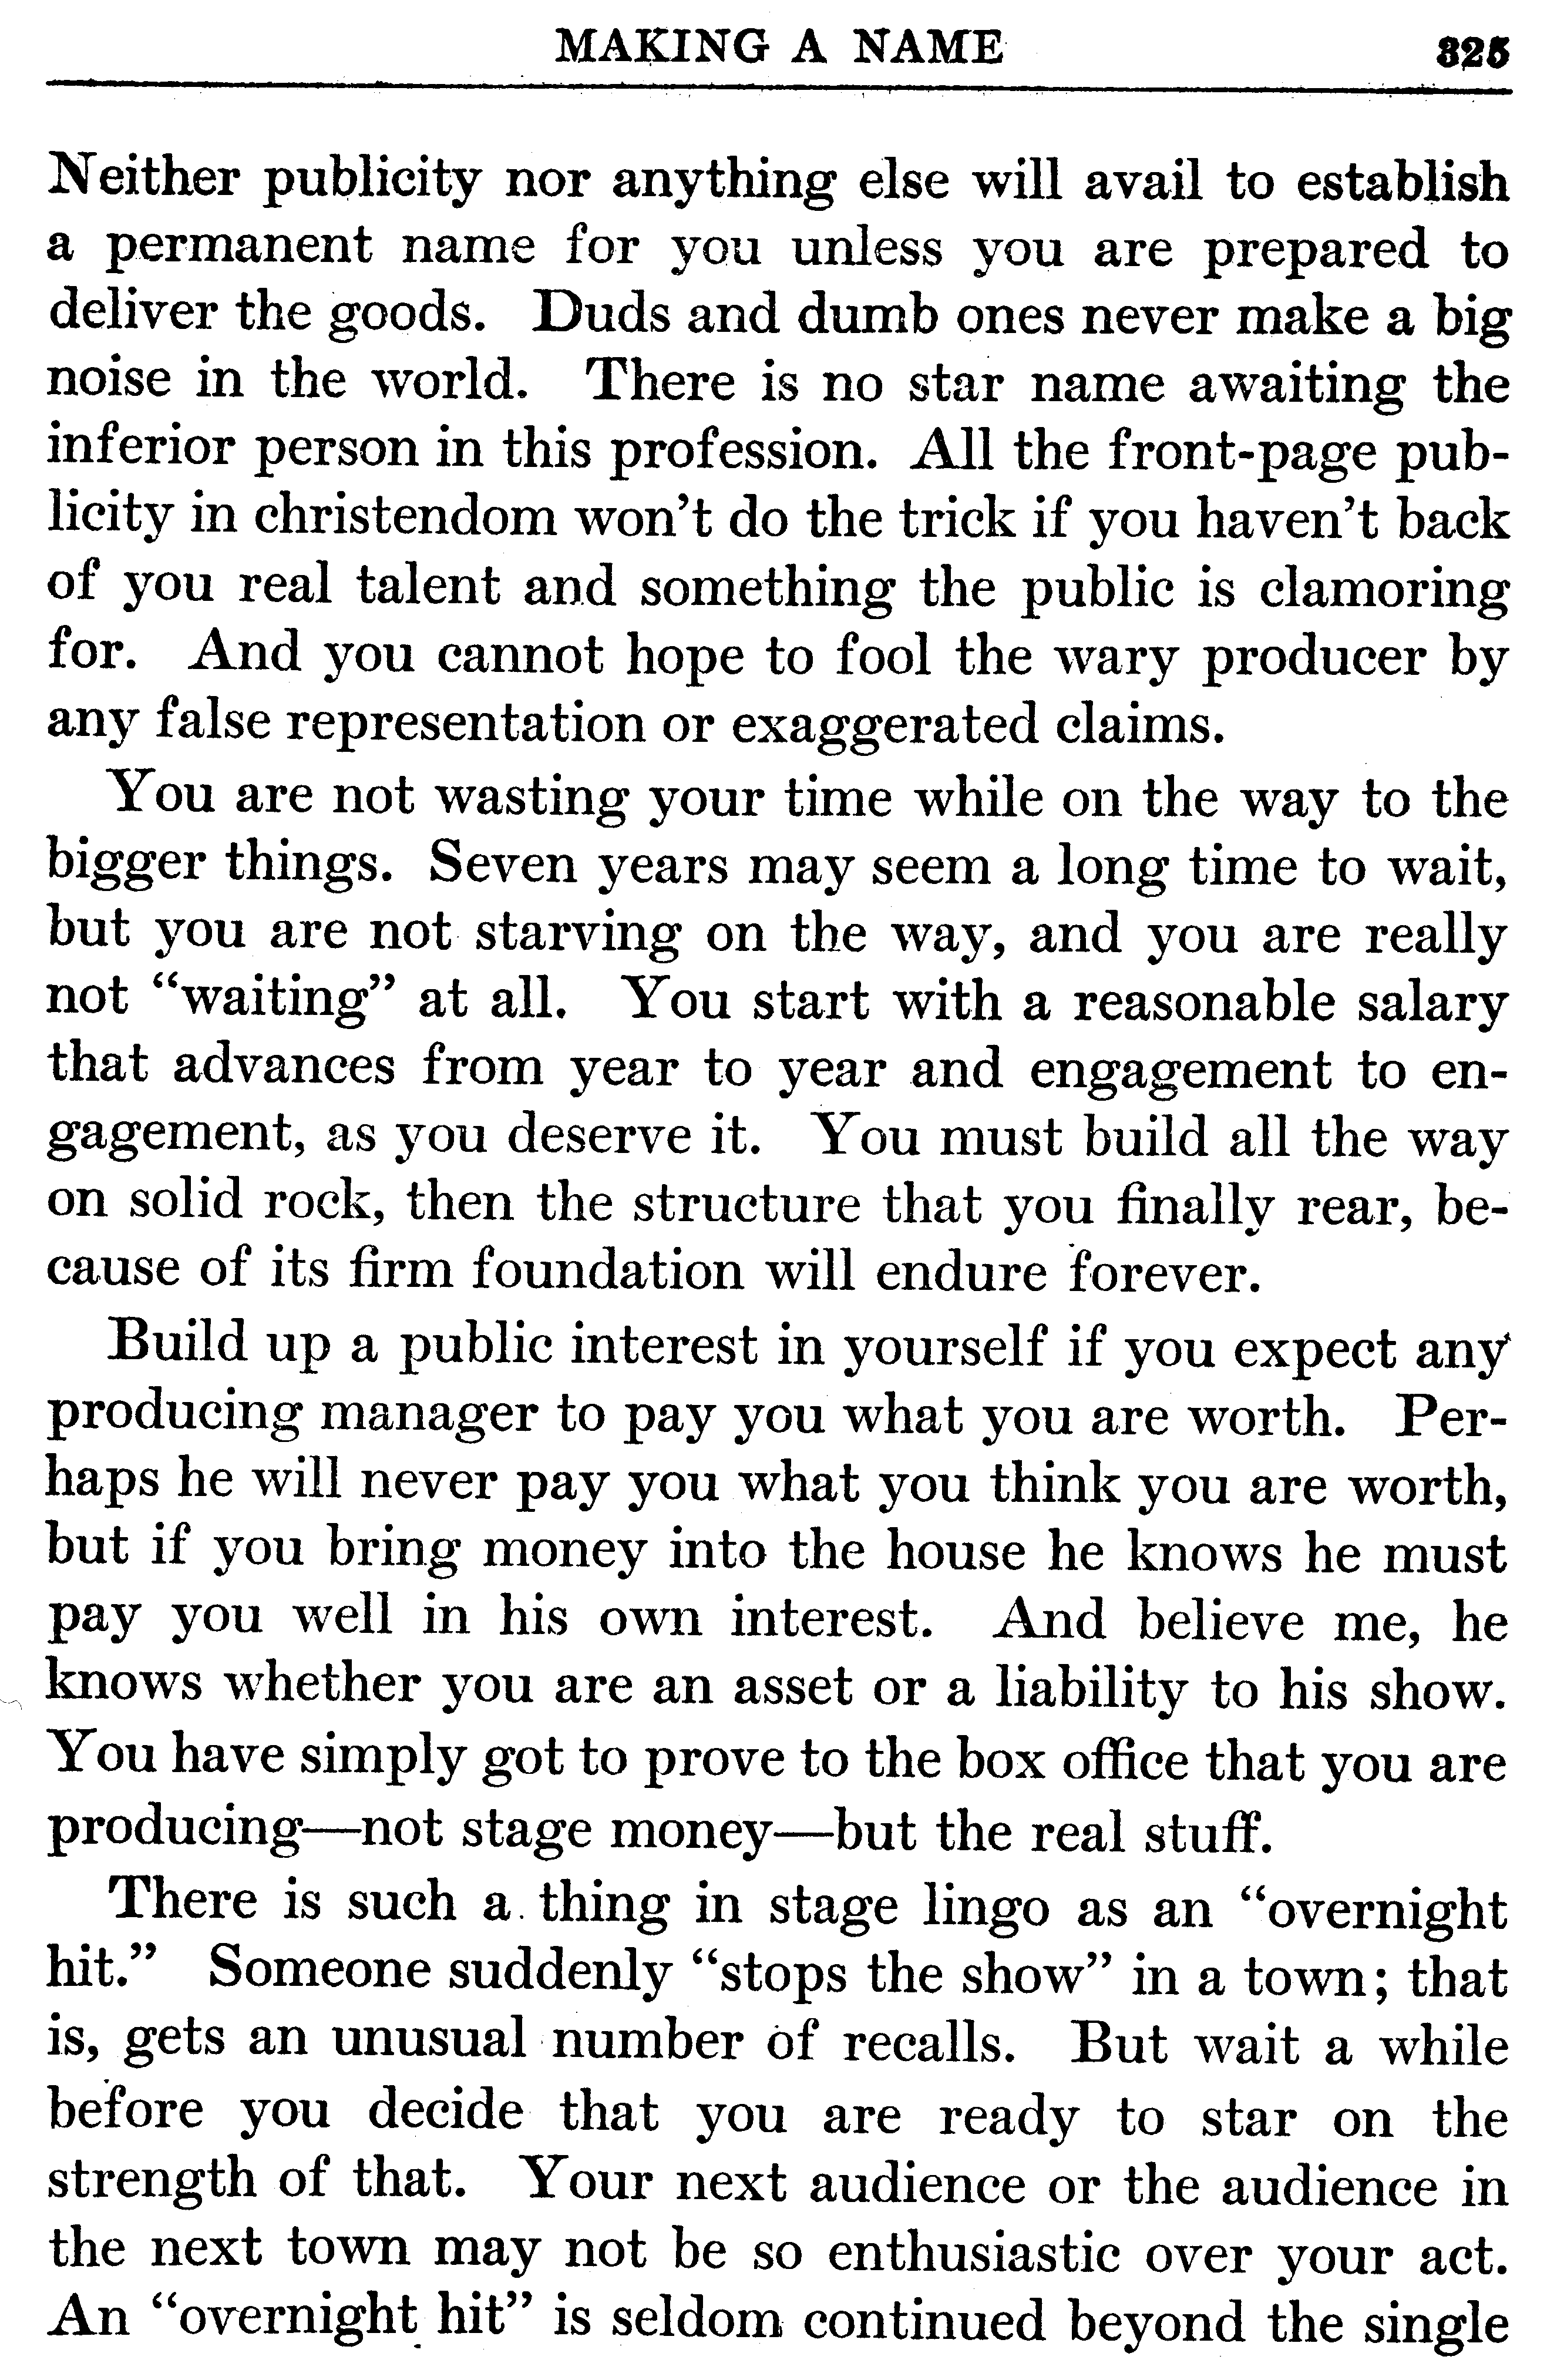 MAKING A NAME 325
Neither publicity nor anything else will avail to establish
a permanent name for you unless you are prepared to
deliver the goods. Duds and dumb ones never make a big
noise in the world. There is no star name awaiting the
inferior person in this profession. All the front-page pub-
licity in christendom won't do the trick if you haven't back
of you real talent and something the public is clamoring
for. And you cannot hope to fool the wary producer by
any false representation or exaggerated claims.
You are not wasting your time while on the way to the
bigger things. Seven years may seem a long time to wait,
but you are not starving on the way, and you are really
not “waiting” at all. You start with a reasonable salary
that advances from year to year and engagement to en-
gagement, as you deserve it. You must build all the way
on solid rock, then the structure that you finally rear, be-
cause of its firm foundation will endure forever.
Build up a public interest in yourself if you expect any
producing manager to pay you what you are worth. Per-
haps he will never pay you what you think you are worth,
but if you bring money into the house he knows he must
pay you well in his own interest. And believe me, he
knows whether you are an asset or a liability to his show.
You have simply got to prove to the box office that you are
producing—not stage money—but the real stuff.
There is such a thing in stage lingo as an “overnight
hit.” Someone suddenly “stops the show” in a town; that
is, gets an unusual number of recalls. But wait a while
before you decide that you are ready to star on the
strength of that. Your next audience or the audience in
the next town may not be so enthusiastic over your act.
An “overnight hit” is seldom continued beyond the single